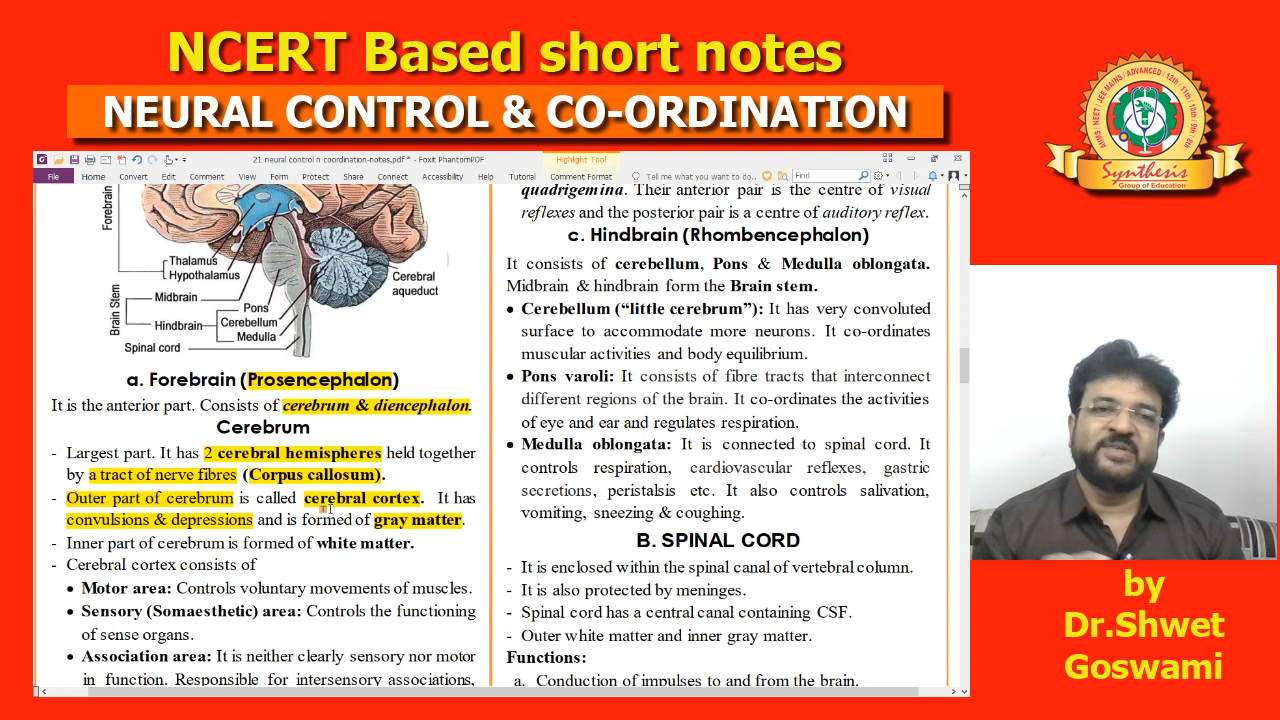 NCERT Based short notes
NEURAL CONTROL & CO-ORDINATION
AIIMS / NEET / JEE MAINS / ADVANCED / 12th / 11th / 10th / 9th / 8th
Synthesis
Group of Education
21 neural control n coordination-notes.pdf * - Foxit PhantomPDF
Highlight Tool
File Home Convert Edit Comment View Form Protect Share Connect Help Tutorial Comment Format
Tell me what you want to do.. Find
Forebrain
Thalamus
Hypothalamus
Brain Stem
Midbrain
Hindbrain
Pons
Cerebellum
Medulla
Spinal cord
Cerebral
aqueduct
a. Forebrain (Prosencephalon)
It is the anterior part. Consists of cerebrum & diencephalon.
Cerebrum
- Largest part. It has 2 cerebral hemispheres held together
by a tract of nerve fibres (Corpus callosum).
- Outer part of cerebrum is called cerebral cortex. It has
convulsions & depressions and is formed of gray matter.
- Inner part of cerebrum is formed of white matter.
- Cerebral cortex consists of
• Motor area: Controls voluntary movements of muscles.
• Sensory (Somaesthetic) area: Controls the functioning
of sense organs.
• Association area: It is neither clearly sensory nor motor
in function. Responsible for intersensory associations,
quadrigemina. Their anterior pair is the centre of visual
reflexes and the posterior pair is a centre of auditory reflex.
c. Hindbrain (Rhombencephalon)
It consists of cerebellum, Pons & Medulla oblongata.
Midbrain & hindbrain form the Brain stem.
• Cerebellum (“little cerebrum”): It has very convoluted
surface to accommodate more neurons. It co-ordinates
muscular activities and body equilibrium.
• Pons varoli: It consists of fibre tracts that interconnect
different regions of the brain. It co-ordinates the activities
of eye and ear and regulates respiration.
• Medulla oblongata: It is connected to spinal cord. It
controls respiration, cardiovascular reflexes, gastric
secretions, peristalsis etc. It also controls salivation,
vomiting, sneezing & coughing.
B. SPINAL CORD
- It is enclosed within the spinal canal of vertebral column.
- It is also protected by meninges.
- Spinal cord has a central canal containing CSF.
- Outer white matter and inner gray matter.
Functions:
a. Conduction of impulses to and from the brain.
by
Dr.Shwet
Goswami